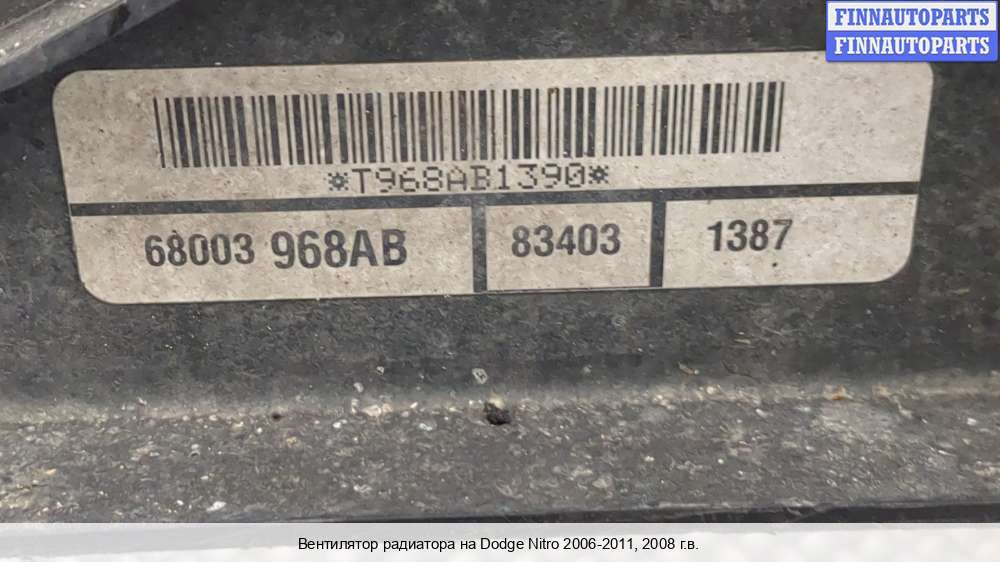 FINNAUTOPARTS
FINNAUTOPARTS
*T968AB1390*
68003 968AB 83403 1387
Вентилятор радиатора на Dodge Nitro 2006-2011, 2008 г.в.